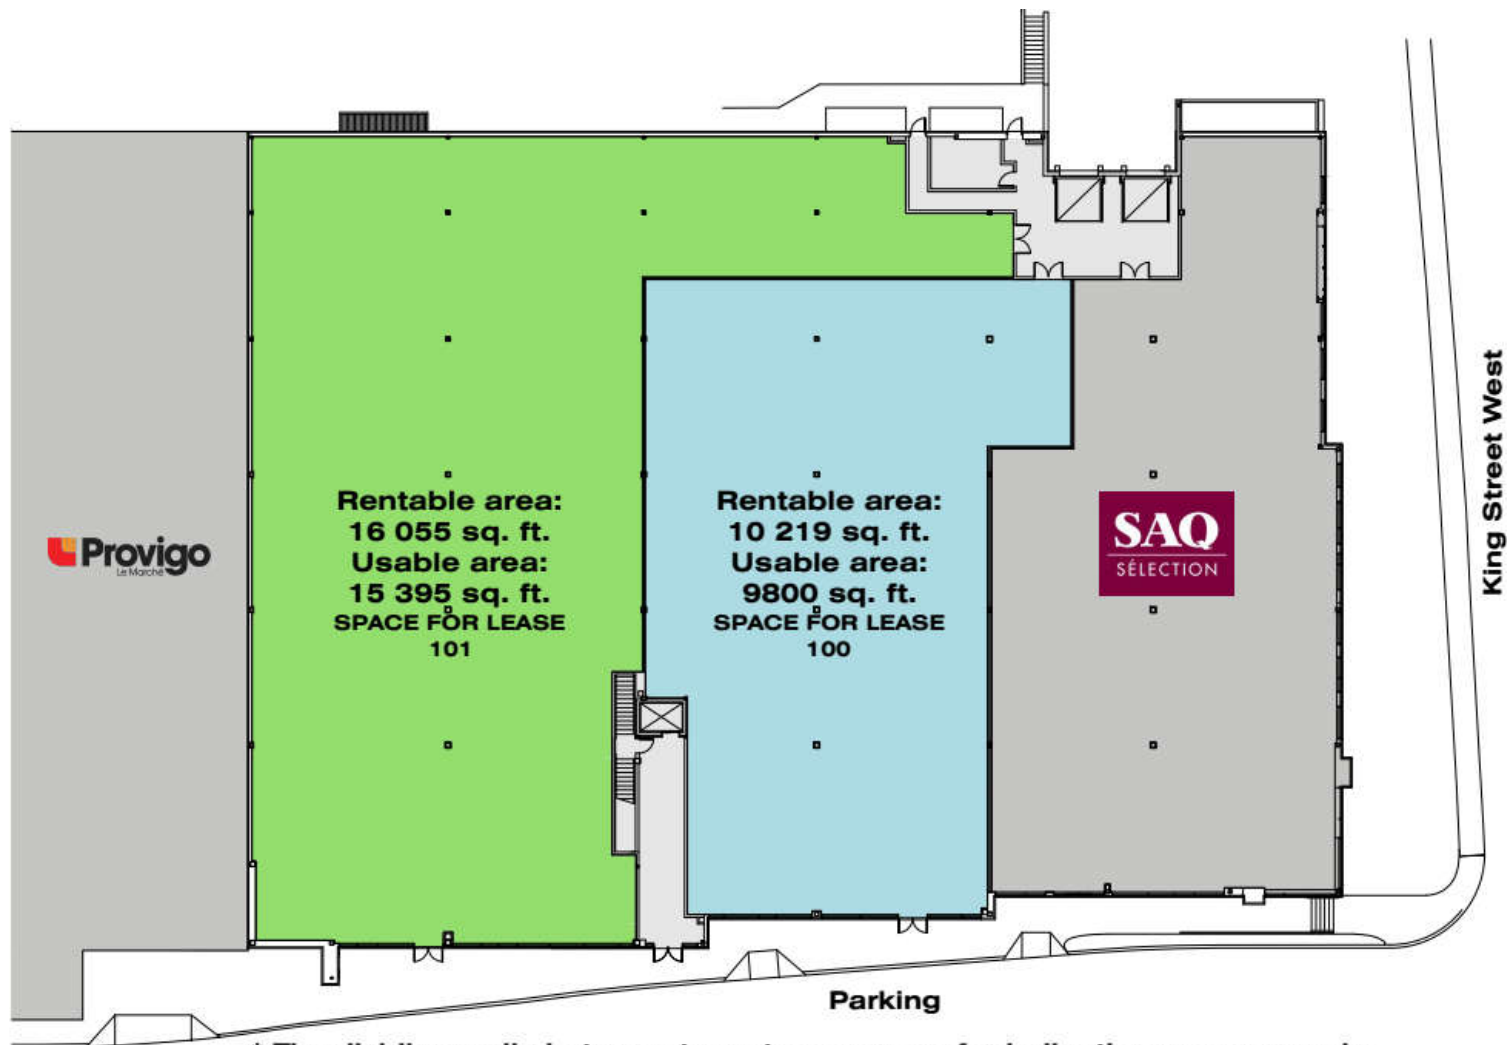 Rentable area:
16 055 sq. ft.
Usable area:
15 395 sq. ft.
SPACE FOR LEASE
101
Rentable area:
10 219 sq. ft.
Usable area:
9800 sq. ft.
SPACE FOR LEASE
100
Provigo
Le Marché
SAQ
SÉLECTION
King Street West
Parking